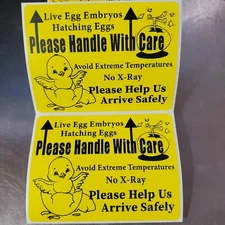 Live Egg Embryos
Hatching Eggs
Please Handle With Care
Avoid Extreme Temperatures
No X-Ray
Please Help Us
Arrive Safely
Live Egg Embryos
Hatching Eggs
Please Handle With Care
Avoid Extreme Temperatures
No X-Ray
Please Help Us
Arrive Safely